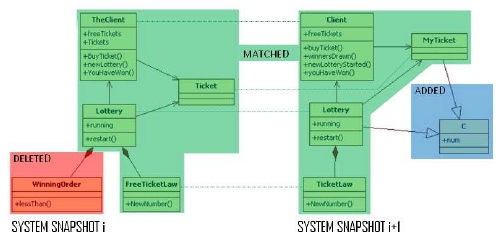 TheClient
+freeTickets
+Tickets
+BuyTicket()
+newLottery()
+YouHaveWon()
Ticket
Lottery
+running
+restart()
DELETED
WinningOrder
+lessThan()
FreeTicketLaw
+NewNumber()
SYSTEM SNAPSHOT i
MATCHED
Client
+freeTickets
+buyTicket()
+winnersDrawn()
+newLotteryStarted()
+youHaveWon()
MyTicket
Lottery
+running
+restart()
ADDED
C
+num
TicketLaw
+NewNumber()
SYSTEM SNAPSHOT i+1